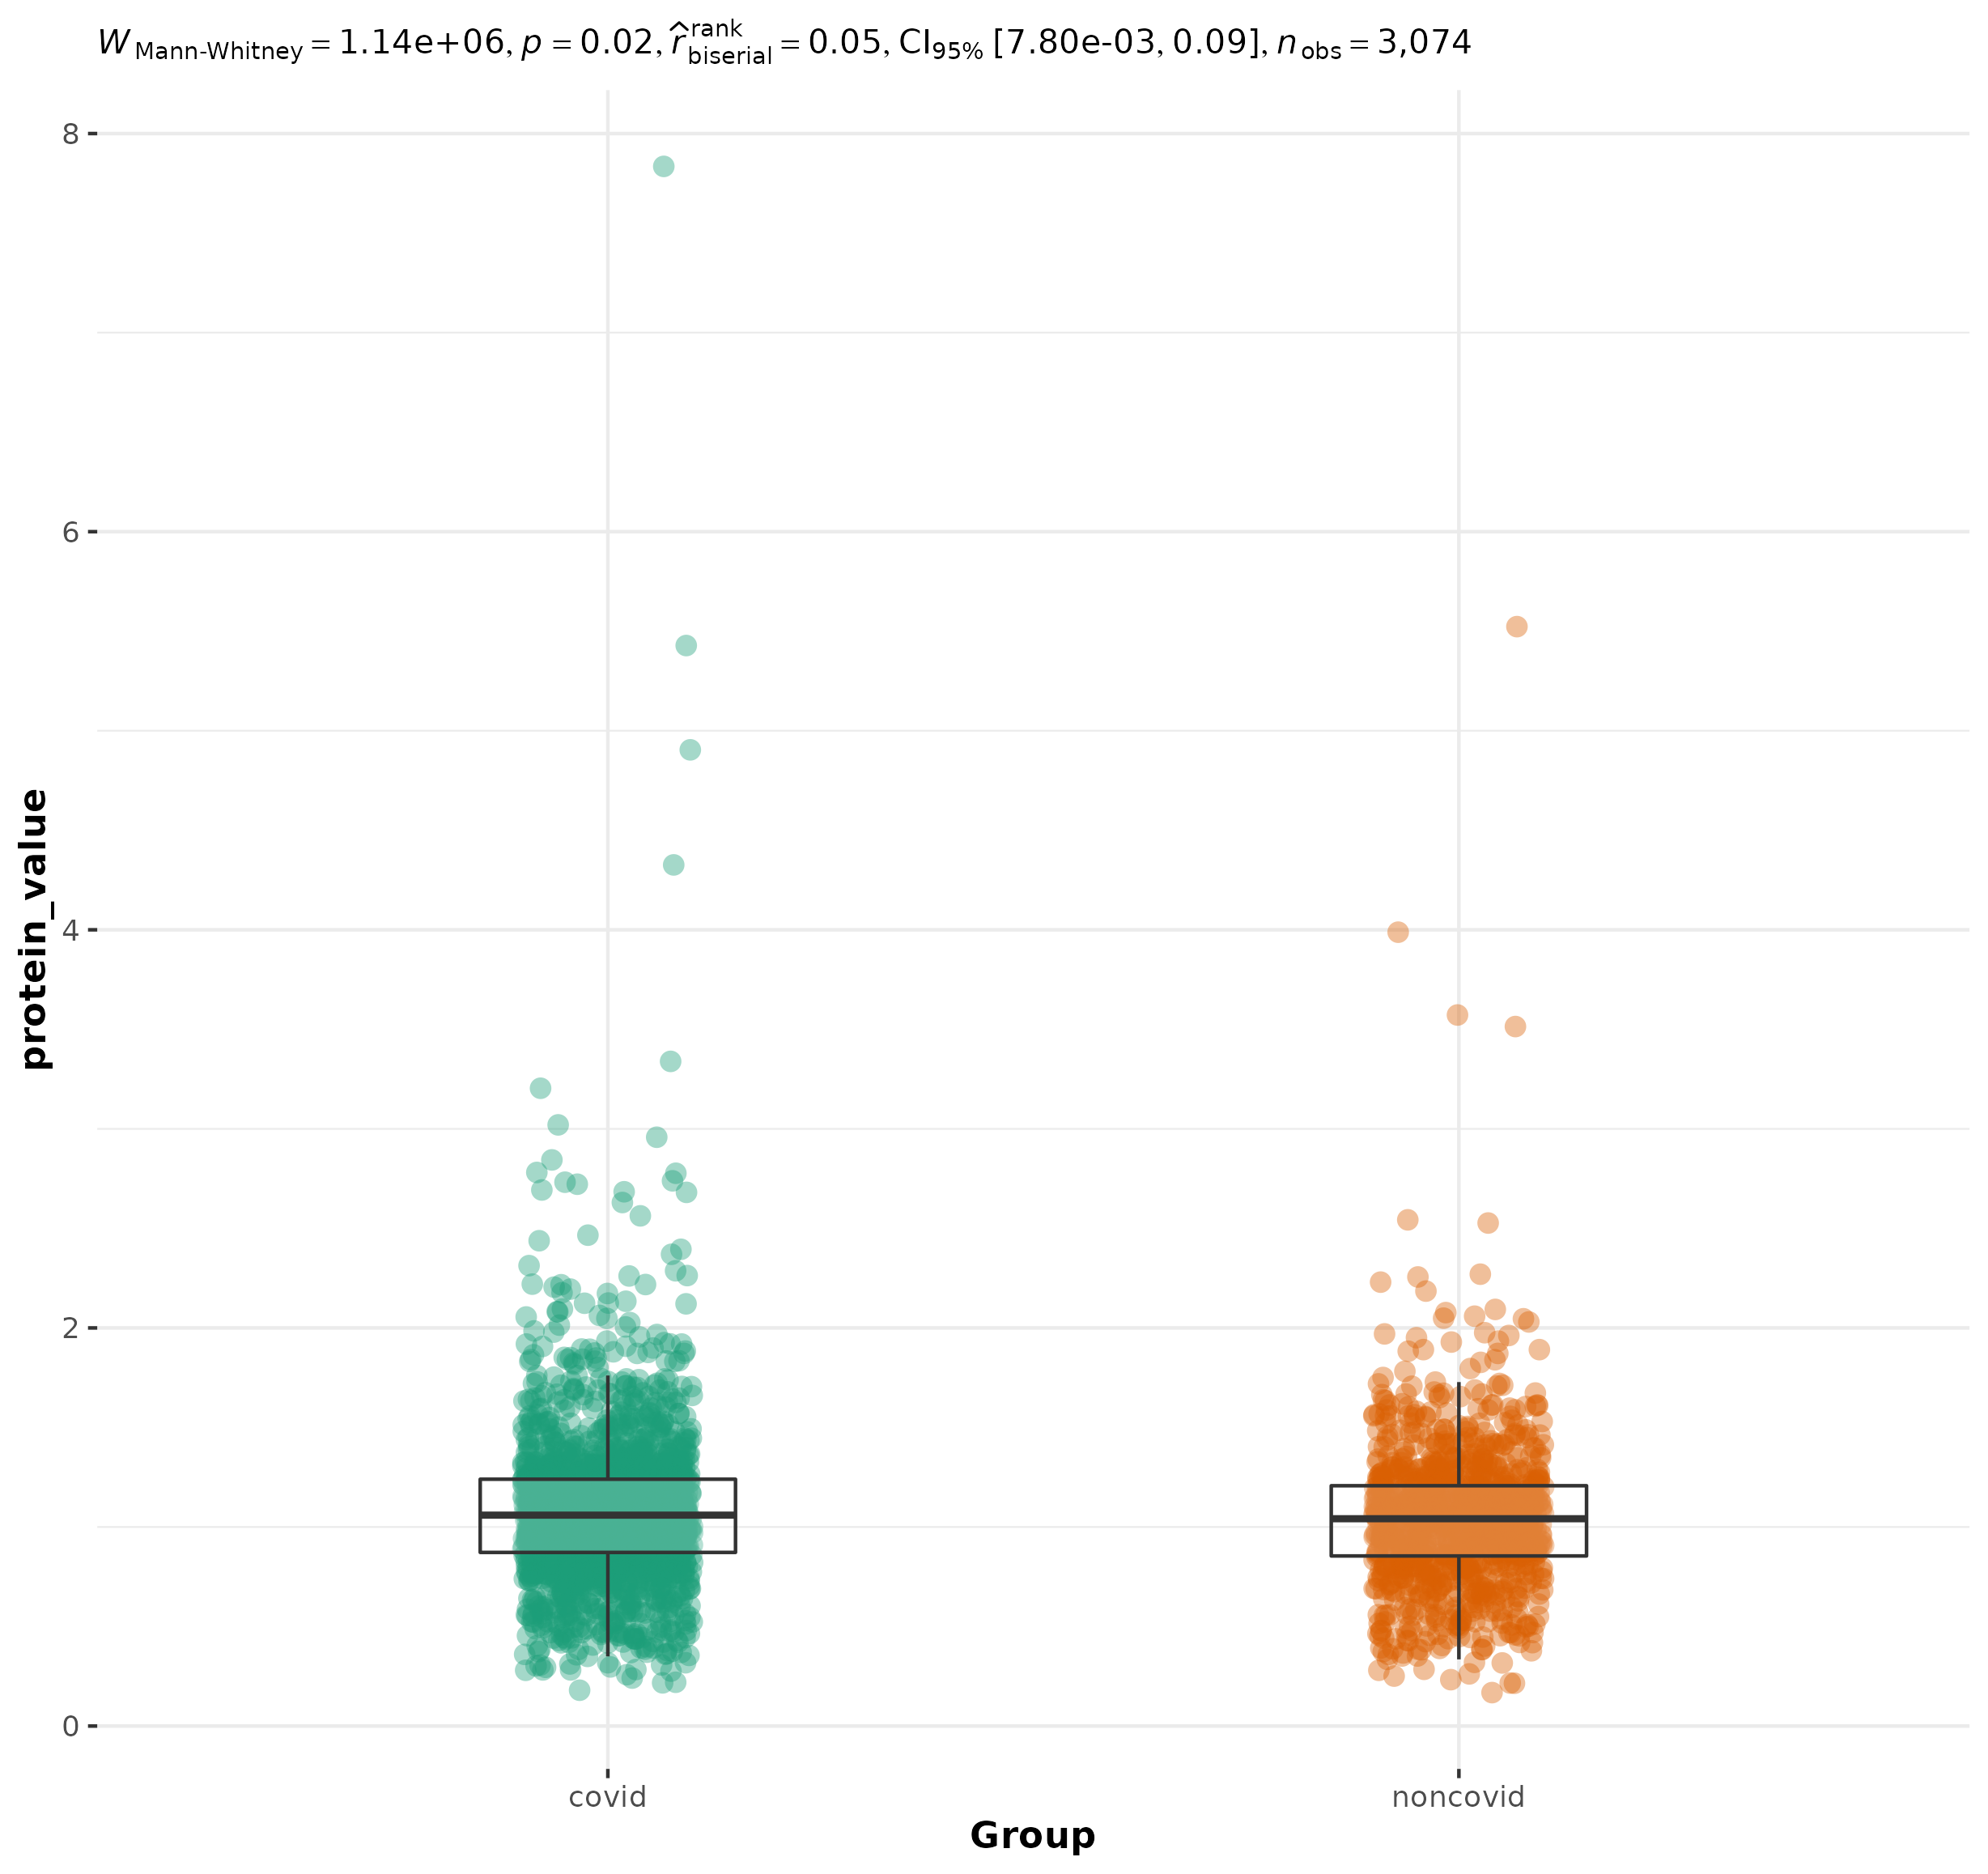 W Mann-Whitney = 1.14e+06, p = 0.02, r̂ rank biserial = 0.05, CI95% [7.80e-03, 0.09], n obs = 3,074
8
6
4
2
0
protein_value
covid noncovid
Group